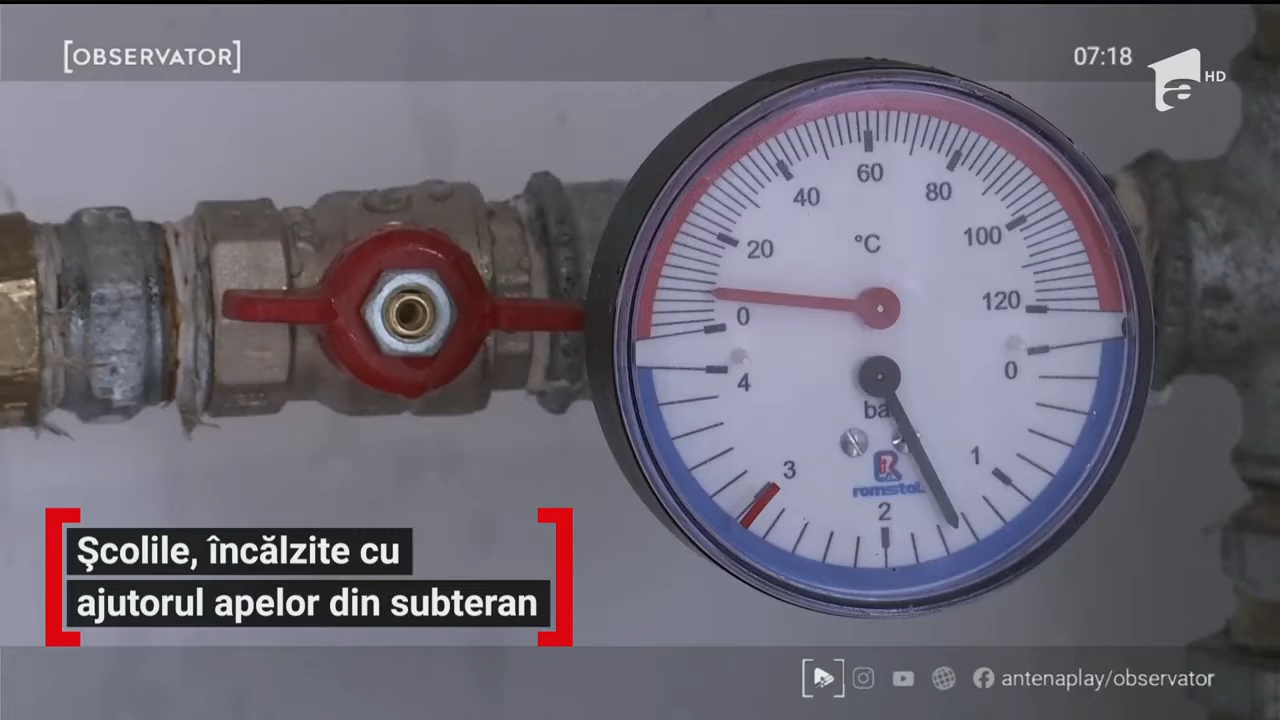 [OBSERVATOR]
07:18
HD
60
40
80
20
°C
100
0
120
4
0
ba
3
1
romstal
2
Şcolile, încălzite cu
ajutorul apelor din subteran
antenaplay/observator